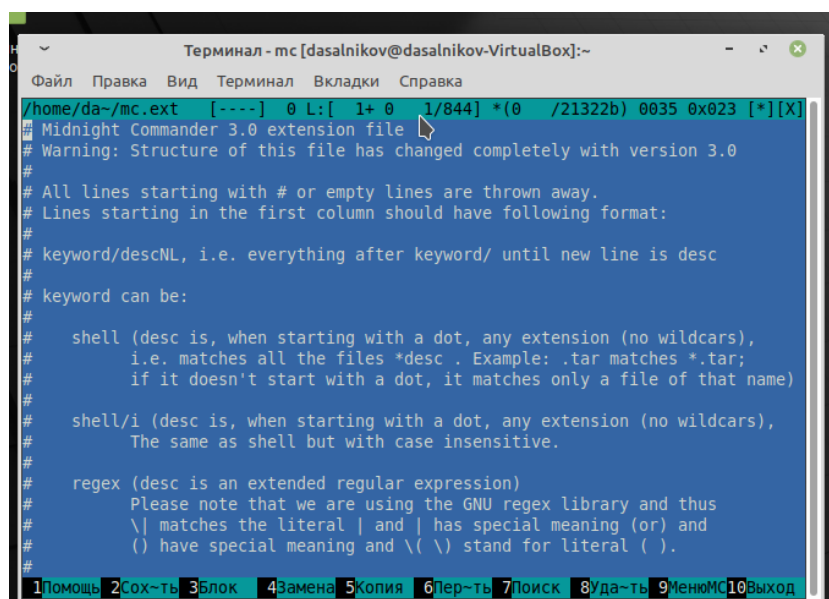 Терминал - mc [dasalnikov@dasalnikov-VirtualBox]:~
Файл Правка Вид Терминал Вкладки Справка
/home/da~/mc.ext [----] 0 L:[ 1+ 0 1/844] *(0 /21322b) 0035 0x023 [*][X]
# Midnight Commander 3.0 extension file
# Warning: Structure of this file has changed completely with version 3.0
#
# All lines starting with # or empty lines are thrown away.
# Lines starting in the first column should have following format:
#
# keyword/descNL, i.e. everything after keyword/ until new line is desc
#
# keyword can be:
#
# shell (desc is, when starting with a dot, any extension (no wildcars),
# i.e. matches all the files *desc . Example: .tar matches *.tar;
# if it doesn't start with a dot, it matches only a file of that name)
#
# shell/i (desc is, when starting with a dot, any extension (no wildcars),
# The same as shell but with case insensitive.
#
# regex (desc is an extended regular expression)
# Please note that we are using the GNU regex library and thus
# \| matches the literal | and | has special meaning (or) and
# () have special meaning and \( \) stand for literal ( ).
#
1Помощь 2Сох~ть 3Блок 4Замена 5Копия 6Пер~ть 7Поиск 8Уда~ть 9МенюМС 10Выход